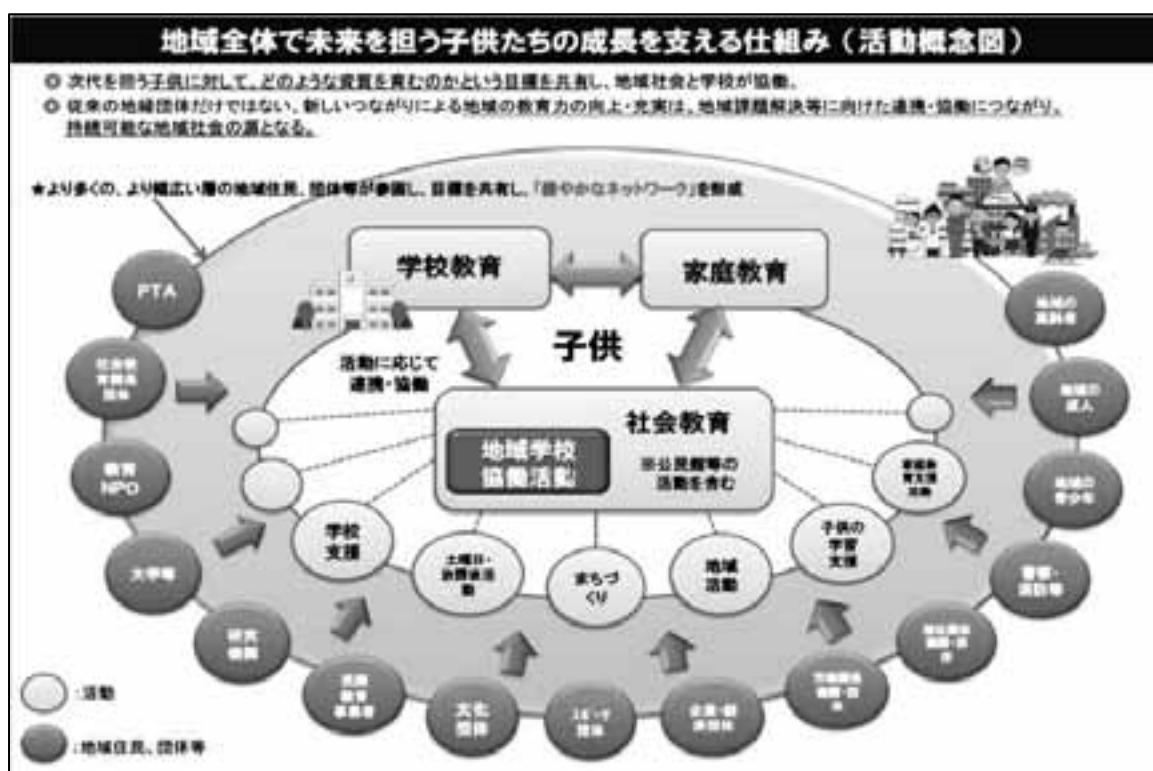 地域全体で未来を担う子供たちの成長を支える仕組み（活動概念図）
◎ 次代を担う子供に対して、どのような資質を育むのかという目標を共有し、地域社会と学校が協働。
◎ 従来の地縁団体だけではない、新しいつながりによる地域の教育力の向上・充実は、地域課題解決等に向けた連携・協働につながり、
持続可能な地域社会の源となる。
★より多くの、より幅広い層の地域住民、団体等が参画し、目標を共有し、「緩やかなネットワーク」を形成
学校教育
家庭教育
PTA
地域の
高齢者
子供
活動に応じて
連携・協働
地域の
成人
社会教育
地域学校
協働活動
※公民館等の
活動を含む
教育
NPO
家庭教
育支援
活動
地域の
青少年
学校
支援
子供の
学習
支援
土曜日・
放課後活
動
まちづ
くり
地域
活動
大学等
警察・
消防等
研究
機関
文化
団体
スポーツ
団体
企業・経
済団体
：活動
：地域住民、団体等